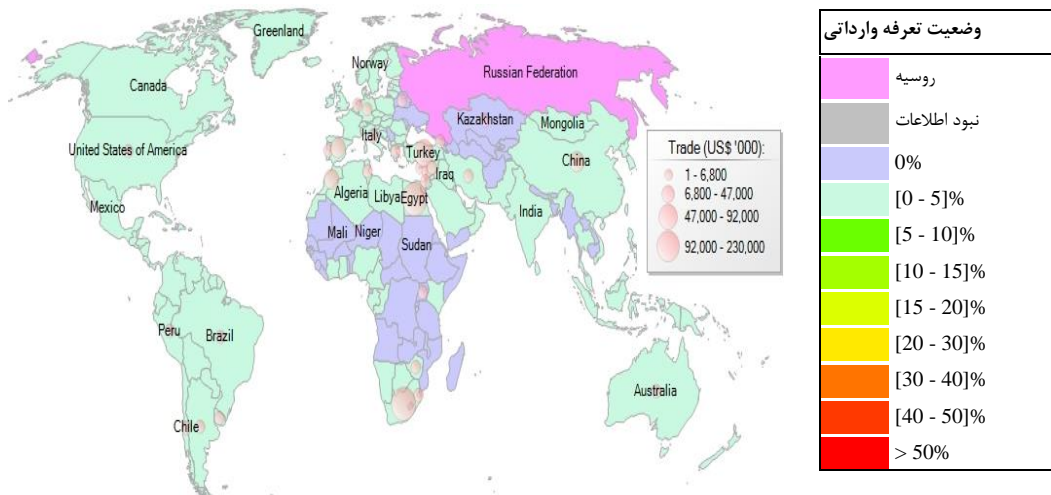 Greenland
Norway
Canada
Russian Federation
Kazakhstan
Mongolia
Italy
United States of America
Turkey
China
Iraq
Algeria
Libya
Egypt
Mexico
India
Mali
Niger
Sudan
Peru
Brazil
Australia
Chile
Trade (US$ '000):
1 - 6,800
6,800 - 47,000
47,000 - 92,000
92,000 - 230,000
وضعیت تعرفه وارداتی
روسیه
نبود اطلاعات
0%
[0 - 5]%
[5 - 10]%
[10 - 15]%
[15 - 20]%
[20 - 30]%
[30 - 40]%
[40 - 50]%
> 50%